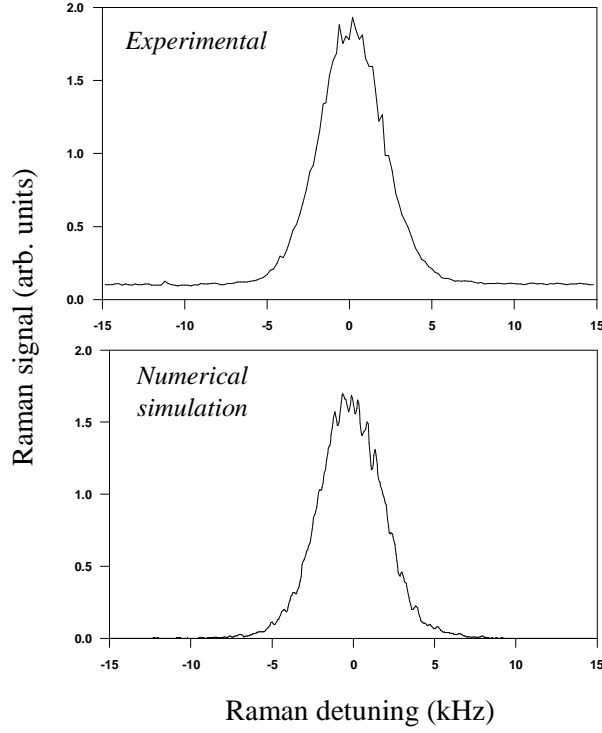 Raman signal (arb. units)
2.0
1.5
1.0
0.5
0.0
Experimental
-15 -10 -5 0 5 10 15
2.0
1.5
1.0
0.5
0.0
Numerical
simulation
-15 -10 -5 0 5 10 15
Raman detuning (kHz)